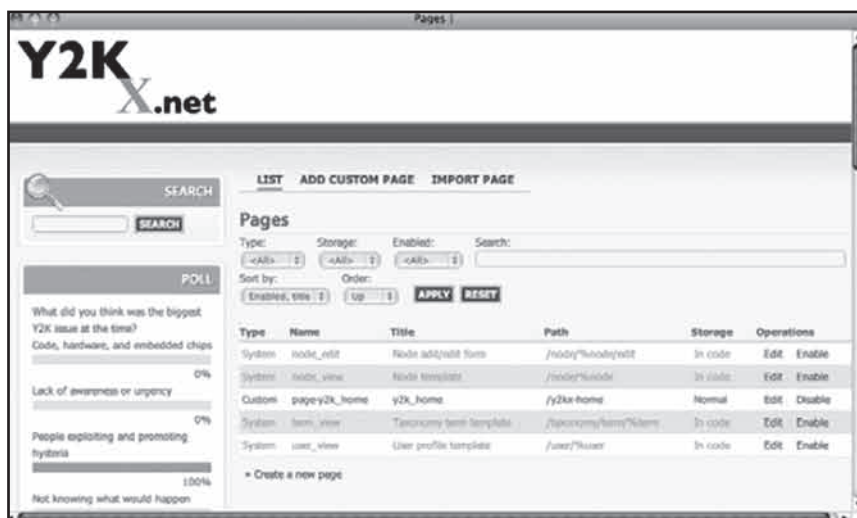 Pages |
Y2K
X.net
SEARCH
SEARCH
POLL
What did you think was the biggest
Y2K issue at the time?
Code, hardware, and embedded chips
0%
Lack of awareness or urgency
0%
People exploiting and promoting
hysteria
100%
Not knowing what would happen
LIST ADD CUSTOM PAGE IMPORT PAGE
Pages
Type: Storage: Enabled: Search:
<All> <All> <All>
Sort by: Order:
Enabled, title Up APPLY RESET
Type Name Title Path Storage Operations
System node_edit Node add/edit form /node/%node/edit In code Edit Enable
System node_view Node template /node/%node In code Edit Enable
Custom page-y2k_home y2k_home /y2kx-home Normal Edit Disable
System term_view Taxonomy term template /taxonomy/term/%term In code Edit Enable
System user_view User profile template /user/%user In code Edit Enable
» Create a new page